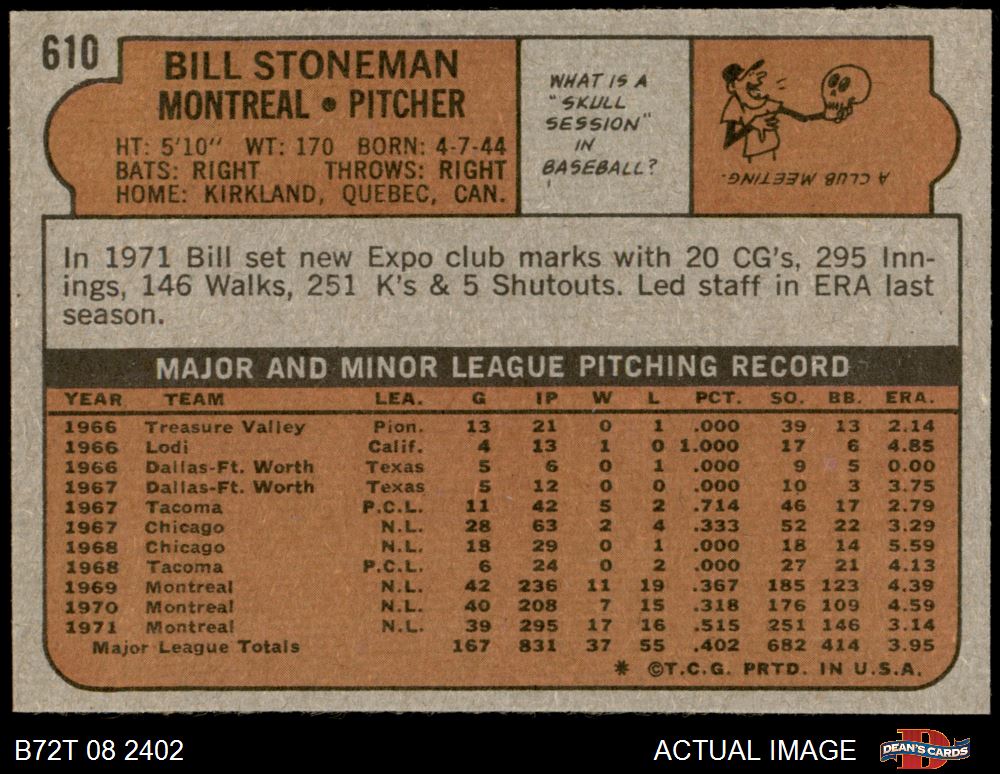 610
BILL STONEMAN
MONTREAL • PITCHER
HT: 5'10" WT: 170 BORN: 4-7-44
BATS: RIGHT THROWS: RIGHT
HOME: KIRKLAND, QUEBEC, CAN.
WHAT IS A
"SKULL
SESSION"
IN
BASEBALL?
A CLUB MEETING.
In 1971 Bill set new Expo club marks with 20 CG's, 295 Inn-
ings, 146 Walks, 251 K's & 5 Shutouts. Led staff in ERA last
season.
MAJOR AND MINOR LEAGUE PITCHING RECORD
YEAR TEAM LEA. G IP W L PCT. SO. BB. ERA.
1966 Treasure Valley Pion. 13 21 0 1 .000 39 13 2.14
1966 Lodi Calif. 4 13 1 0 1.000 17 6 4.85
1966 Dallas-Ft. Worth Texas 5 6 0 1 .000 9 5 0.00
1967 Dallas-Ft. Worth Texas 5 12 0 0 .000 10 3 3.75
1967 Tacoma P.C.L. 11 42 5 2 .714 46 17 2.79
1967 Chicago N.L. 28 63 2 4 .333 52 22 3.29
1968 Chicago N.L. 18 29 0 1 .000 18 14 5.59
1968 Tacoma P.C.L. 6 24 0 2 .000 27 21 4.13
1969 Montreal N.L. 42 236 11 19 .367 185 123 4.39
1970 Montreal N.L. 40 208 7 15 .318 176 109 4.59
1971 Montreal N.L. 39 295 17 16 .515 251 146 3.14
Major League Totals 167 831 37 55 .402 682 414 3.95
* ©T.C.G. PRTD. IN U.S.A.
B72T 08 2402
ACTUAL IMAGE
DEAN'S CARDS